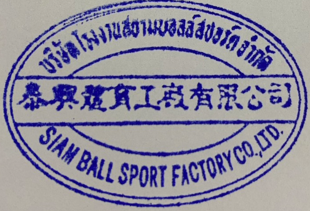 บริษัท โรงงานสยามบอลล์สปอร์ต จำกัด
泰興體育工廠有限公司
SIAM BALL SPORT FACTORY CO.,LTD.